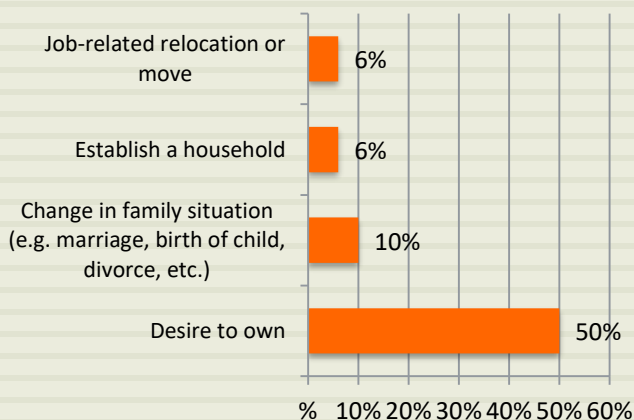 Job-related relocation or
move
6%
Establish a household
6%
Change in family situation
(e.g. marriage, birth of child,
divorce, etc.)
10%
Desire to own
50%
% 10% 20% 30% 40% 50% 60%